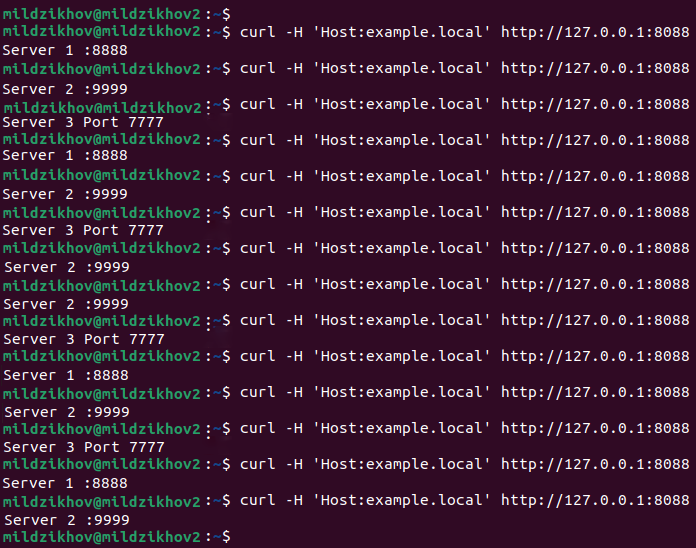 mildzikhov@mildzikhov2:~$
mildzikhov@mildzikhov2:~$ curl -H 'Host:example.local' http://127.0.0.1:8088
Server 1 :8888
mildzikhov@mildzikhov2:~$ curl -H 'Host:example.local' http://127.0.0.1:8088
Server 2 :9999
mildzikhov@mildzikhov2:~$ curl -H 'Host:example.local' http://127.0.0.1:8088
Server 3 Port 7777
mildzikhov@mildzikhov2:~$ curl -H 'Host:example.local' http://127.0.0.1:8088
Server 1 :8888
mildzikhov@mildzikhov2:~$ curl -H 'Host:example.local' http://127.0.0.1:8088
Server 2 :9999
mildzikhov@mildzikhov2:~$ curl -H 'Host:example.local' http://127.0.0.1:8088
Server 3 Port 7777
mildzikhov@mildzikhov2:~$ curl -H 'Host:example.local' http://127.0.0.1:8088
Server 2 :9999
mildzikhov@mildzikhov2:~$ curl -H 'Host:example.local' http://127.0.0.1:8088
Server 2 :9999
mildzikhov@mildzikhov2:~$ curl -H 'Host:example.local' http://127.0.0.1:8088
Server 3 Port 7777
mildzikhov@mildzikhov2:~$ curl -H 'Host:example.local' http://127.0.0.1:8088
Server 1 :8888
mildzikhov@mildzikhov2:~$ curl -H 'Host:example.local' http://127.0.0.1:8088
Server 2 :9999
mildzikhov@mildzikhov2:~$ curl -H 'Host:example.local' http://127.0.0.1:8088
Server 3 Port 7777
mildzikhov@mildzikhov2:~$ curl -H 'Host:example.local' http://127.0.0.1:8088
Server 1 :8888
mildzikhov@mildzikhov2:~$ curl -H 'Host:example.local' http://127.0.0.1:8088
Server 2 :9999
mildzikhov@mildzikhov2:~$